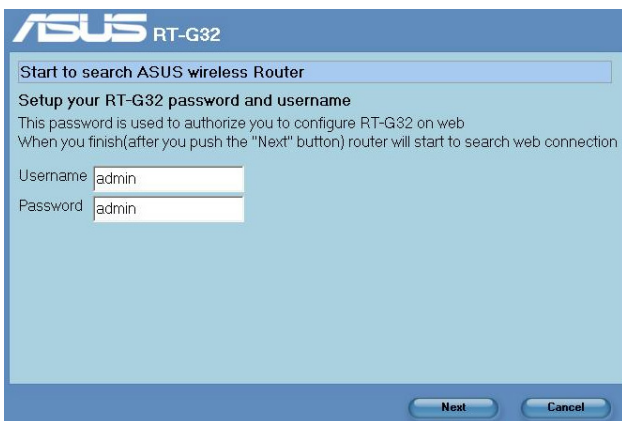 ASUS RT-G32
Start to search ASUS wireless Router
Setup your RT-G32 password and username
This password is used to authorize you to configure RT-G32 on web
When you finish(after you push the "Next" button) router will start to search web connection
Username admin
Password admin
Next Cancel